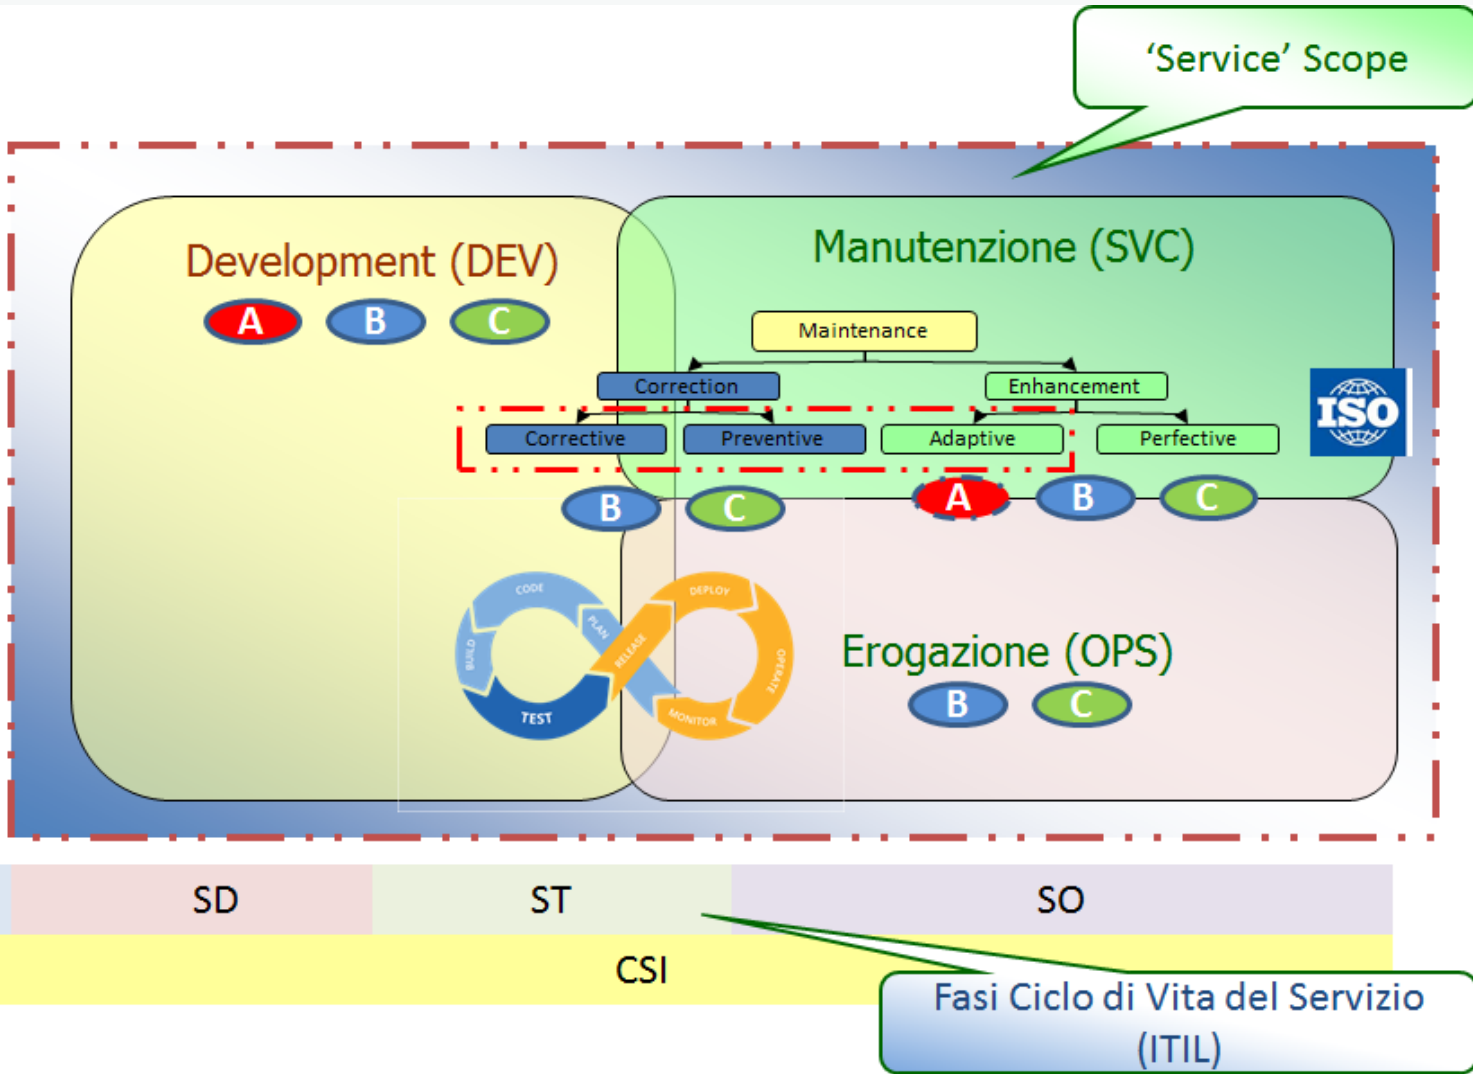 ‘Service’ Scope
Development (DEV)
A B C
Manutenzione (SVC)
Maintenance
Correction Enhancement
Corrective Preventive Adaptive Perfective
ISO
B C A B C
CODE
PLAN
BUILD
TEST
RELEASE
DEPLOY
OPERATE
MONITOR
Erogazione (OPS)
B C
SD ST SO
CSI
Fasi Ciclo di Vita del Servizio
(ITIL)